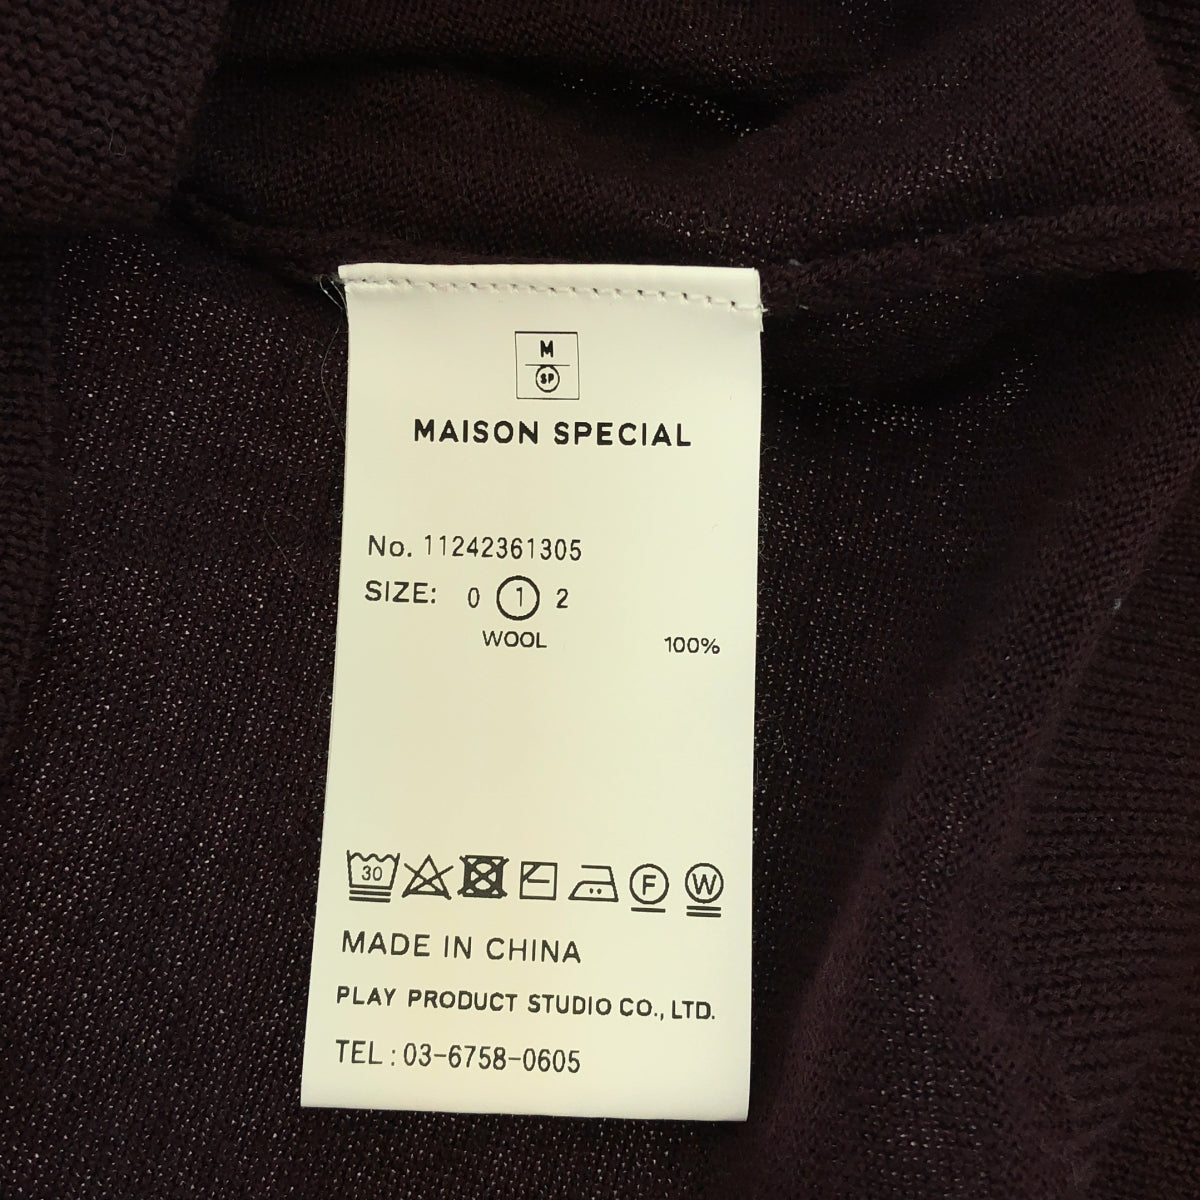 M
SP
MAISON SPECIAL
No. 11242361305
SIZE: 0 1 2
WOOL 100%
30 F W
MADE IN CHINA
PLAY PRODUCT STUDIO CO., LTD.
TEL : 03-6758-0605